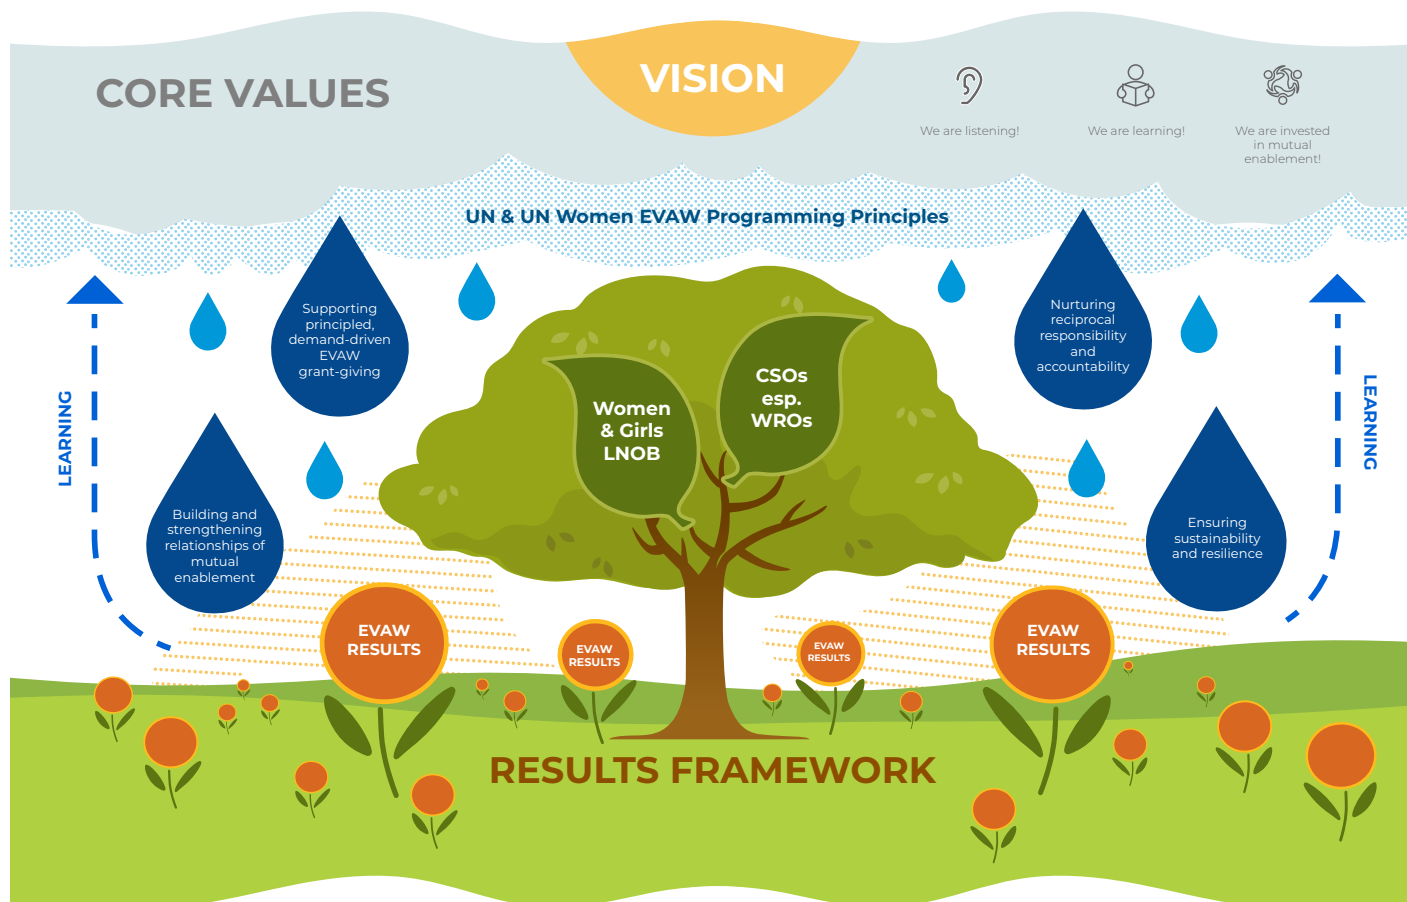 CORE VALUES
VISION
We are listening!
We are learning!
We are invested
in mutual
enablement!
UN & UN Women EVAW Programming Principles
Supporting
principled,
demand-driven
EVAW
grant-giving
Nurturing
reciprocal
responsibility
and
accountability
Women
& Girls
LNOB
CSOs
esp.
WROs
LEARNING
LEARNING
Building and
strengthening
relationships of
mutual
enablement
Ensuring
sustainability
and resilience
EVAW
RESULTS
EVAW
RESULTS
EVAW
RESULTS
EVAW
RESULTS
RESULTS FRAMEWORK